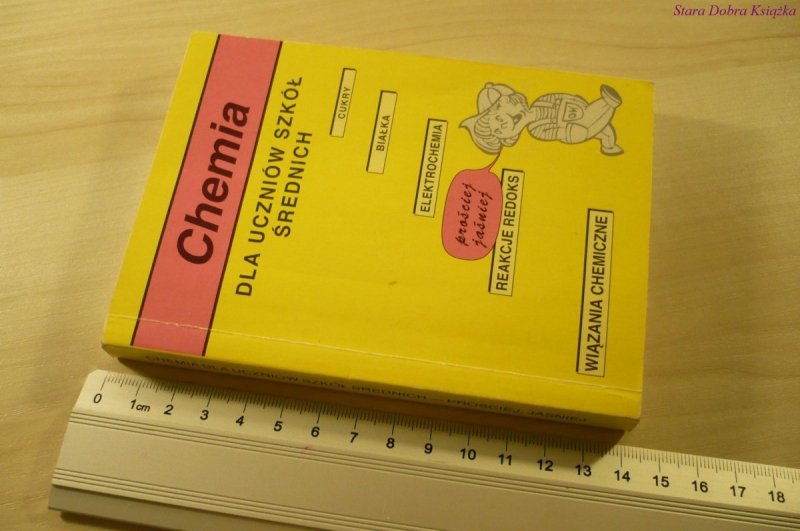 Stara Dobra Książka
Chemia
DLA UCZNIÓW SZKÓŁ
ŚREDNICH
CUKRY
BIAŁKA
ELEKTROCHEMIA
prościej
jaśniej
REAKCJE REDOKS
WIĄZANIA CHEMICZNE
OW
CHEMIA DLA UCZNIÓW SZKÓŁ ŚREDNICH — PROŚCIEJ, JAŚNIEJ
0 1cm 2 3 4 5 6 7 8 9 10 11 12 13 14 15 16 17 18